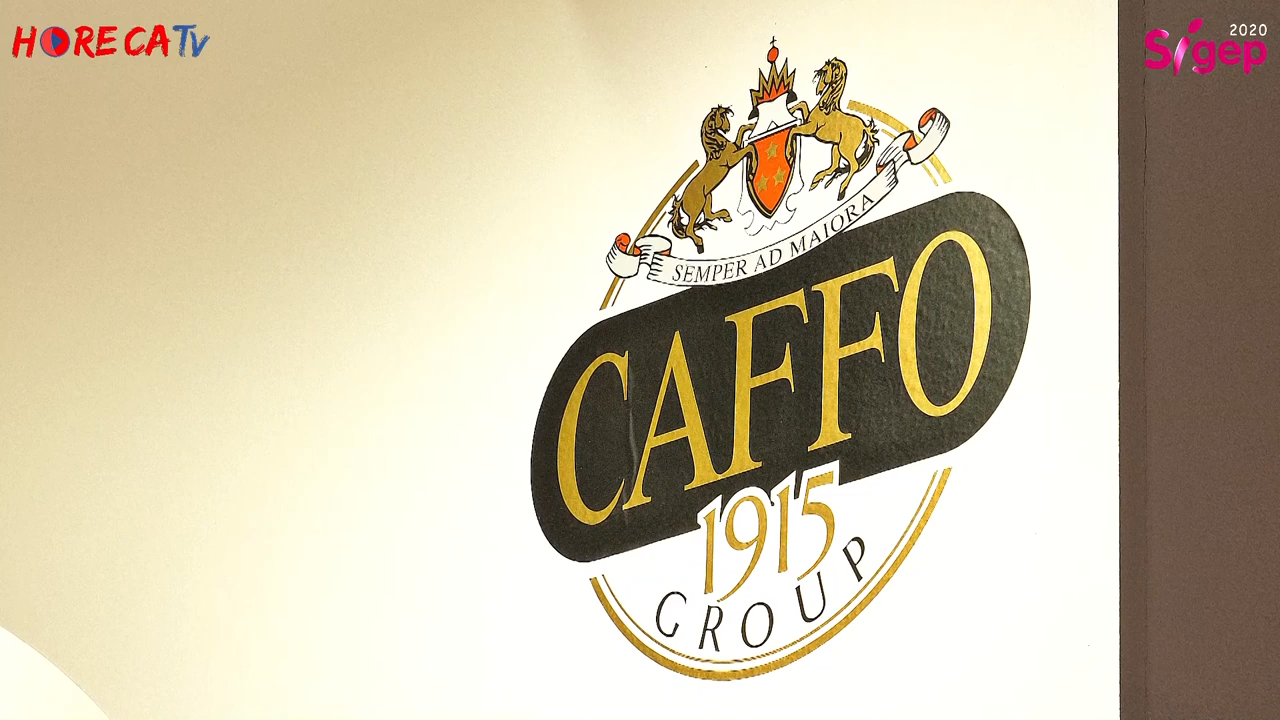 HORECATv
2020
Sigep
SEMPER AD MAIORA
CAFFO
1915
GROUP